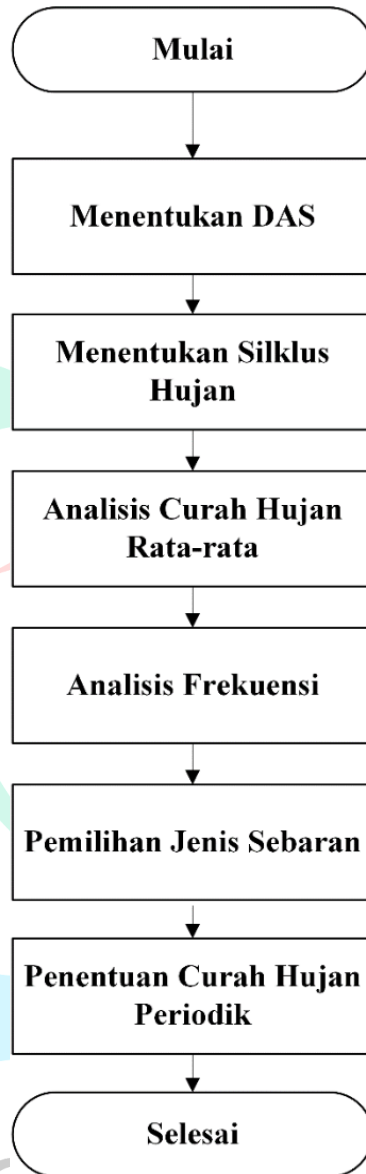 Mulai
Menentukan DAS
Menentukan Silklus
Hujan
Analisis Curah Hujan
Rata-rata
Analisis Frekuensi
Pemilihan Jenis Sebaran
Penentuan Curah Hujan
Periodik
Selesai